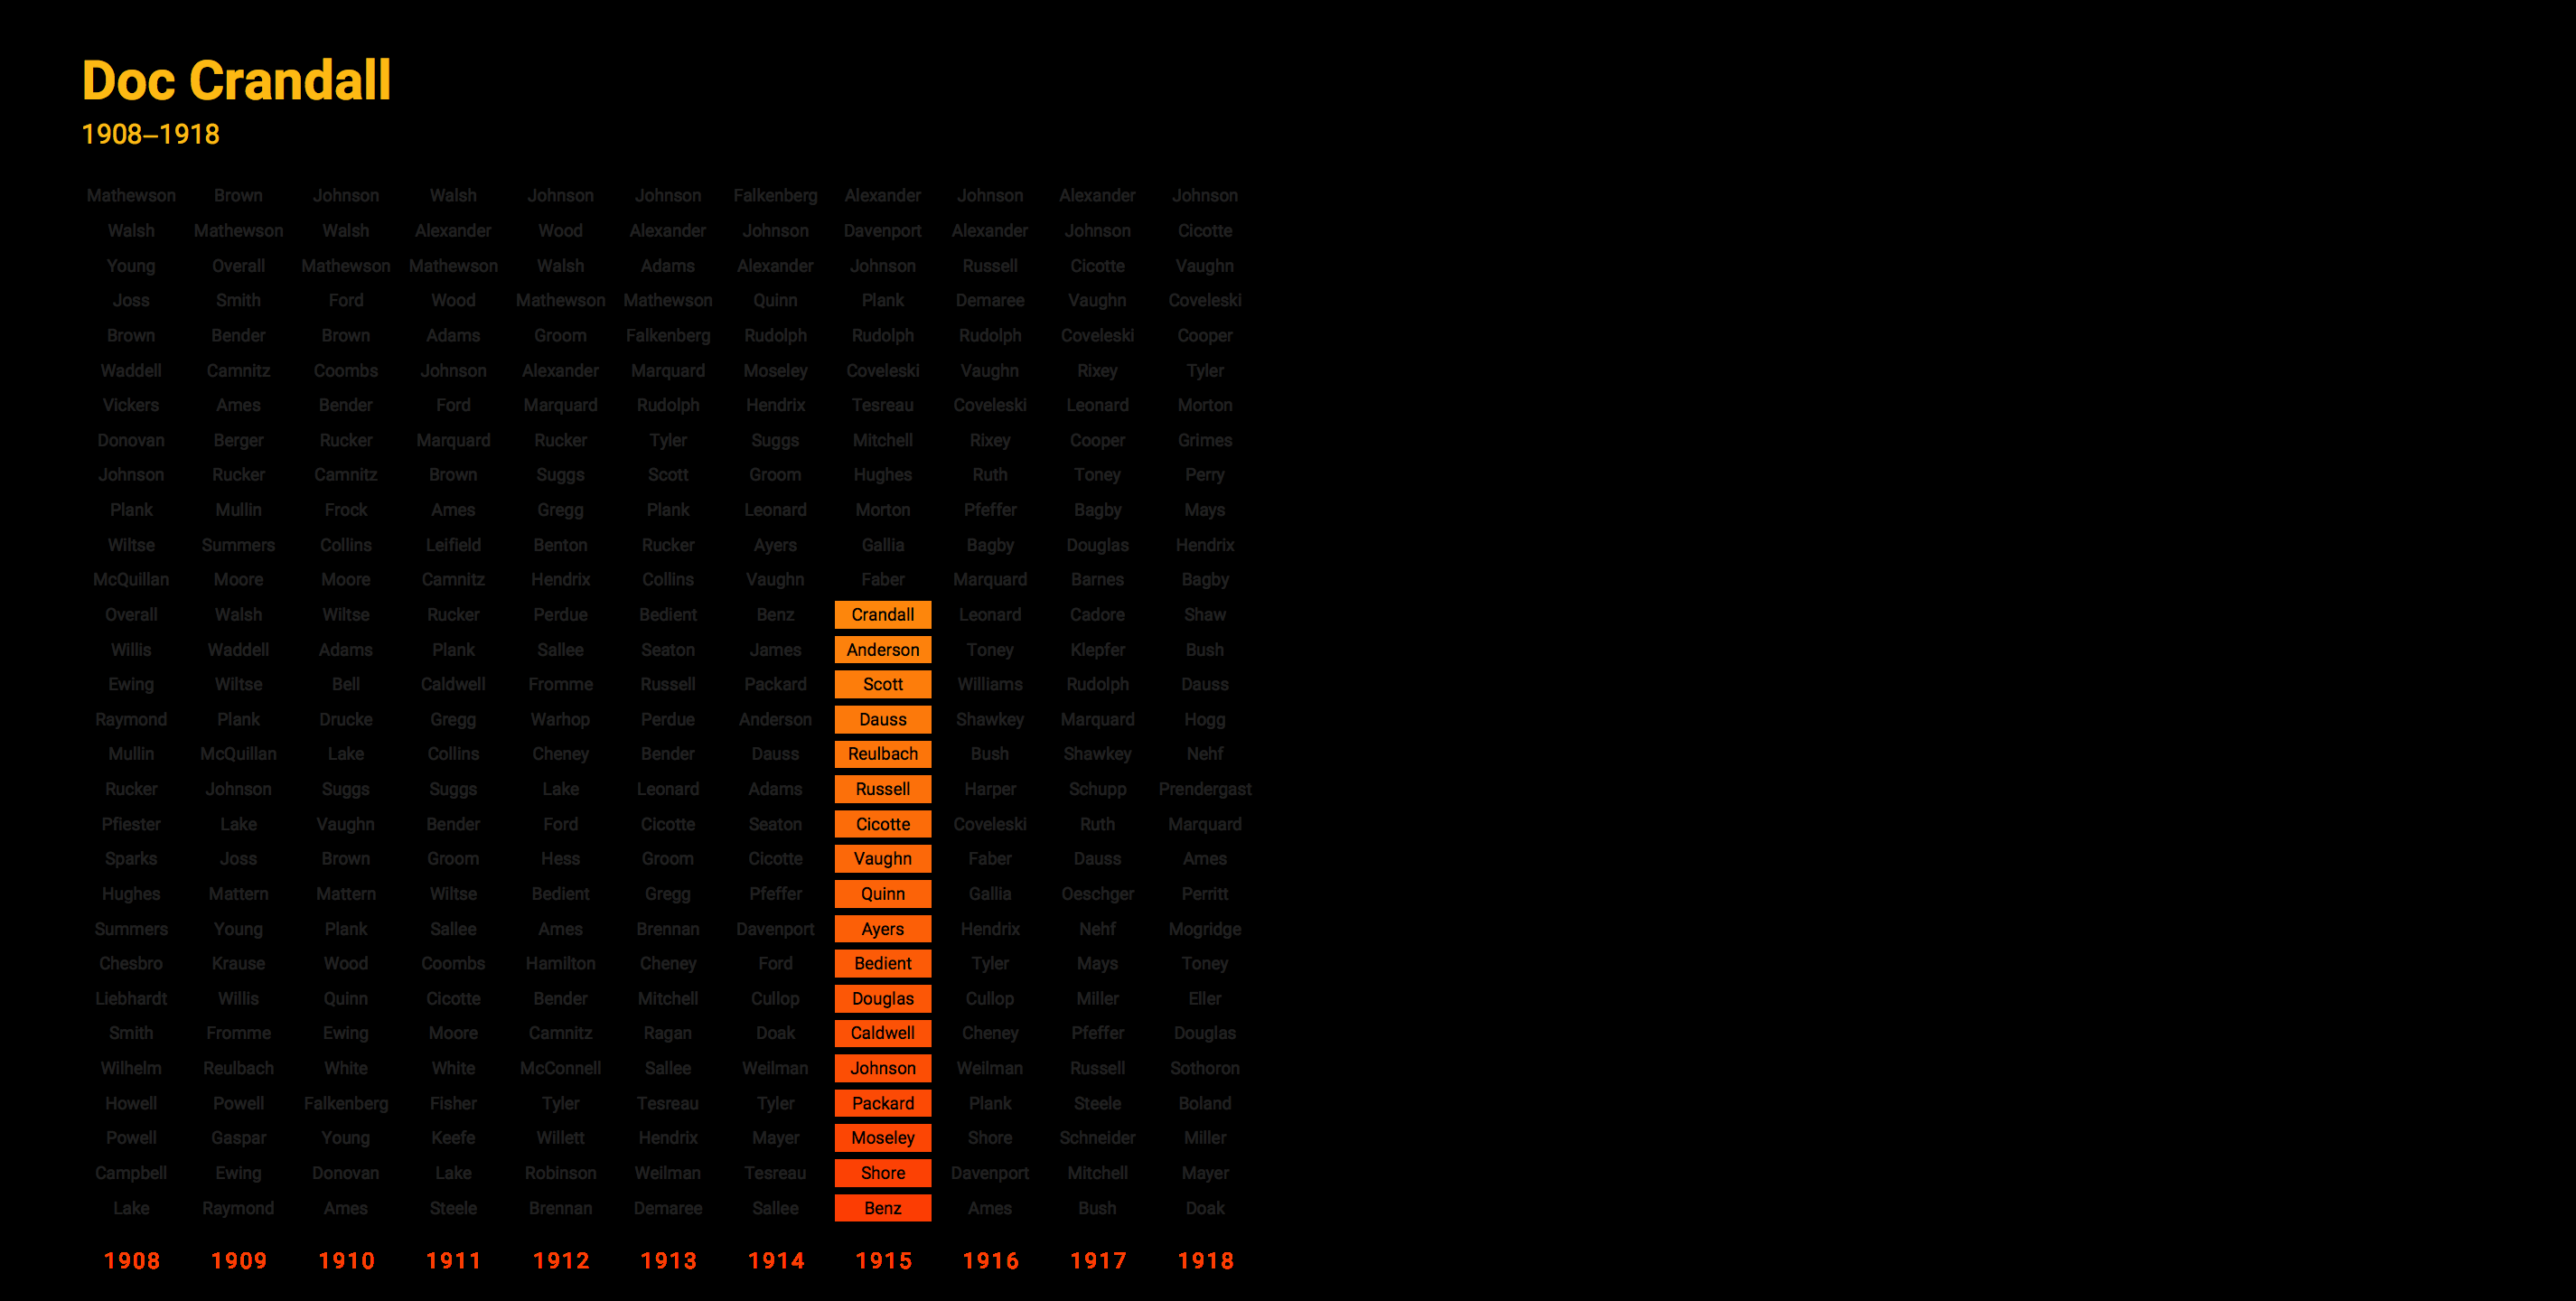 Doc Crandall
1908–1918
Mathewson Brown Johnson Walsh Johnson Johnson Falkenberg Alexander Johnson Alexander Johnson
Walsh Mathewson Walsh Alexander Wood Alexander Johnson Davenport Alexander Johnson Cicotte
Young Overall Mathewson Mathewson Walsh Adams Alexander Johnson Russell Cicotte Vaughn
Joss Smith Ford Wood Mathewson Mathewson Quinn Plank Demaree Vaughn Coveleski
Brown Bender Brown Adams Groom Falkenberg Rudolph Rudolph Rudolph Coveleski Cooper
Waddell Camnitz Coombs Johnson Alexander Marquard Moseley Coveleski Vaughn Rixey Tyler
Vickers Ames Bender Ford Marquard Rudolph Hendrix Tesreau Coveleski Leonard Morton
Donovan Berger Rucker Marquard Rucker Tyler Suggs Mitchell Rixey Cooper Grimes
Johnson Rucker Camnitz Brown Suggs Scott Groom Hughes Ruth Toney Perry
Plank Mullin Frock Ames Gregg Plank Leonard Morton Pfeffer Bagby Mays
Wiltse Summers Collins Leifield Benton Rucker Ayers Gallia Bagby Douglas Hendrix
McQuillan Moore Moore Camnitz Hendrix Collins Vaughn Faber Marquard Barnes Bagby
Overall Walsh Wiltse Rucker Perdue Bedient Benz Crandall Leonard Cadore Shaw
Willis Waddell Adams Plank Sallee Seaton James Anderson Toney Klepfer Bush
Ewing Wiltse Bell Caldwell Fromme Russell Packard Scott Williams Rudolph Dauss
Raymond Plank Drucke Gregg Warhop Perdue Anderson Dauss Shawkey Marquard Hogg
Mullin McQuillan Lake Collins Cheney Bender Dauss Reulbach Bush Shawkey Nehf
Rucker Johnson Suggs Suggs Lake Leonard Adams Russell Harper Schupp Prendergast
Pfiester Lake Vaughn Bender Ford Cicotte Seaton Cicotte Coveleski Ruth Marquard
Sparks Joss Brown Groom Hess Groom Cicotte Vaughn Faber Dauss Ames
Hughes Mattern Mattern Wiltse Bedient Gregg Pfeffer Quinn Gallia Oeschger Perritt
Summers Young Plank Sallee Ames Brennan Davenport Ayers Hendrix Nehf Mogridge
Chesbro Krause Wood Coombs Hamilton Cheney Ford Bedient Tyler Mays Toney
Liebhardt Willis Quinn Cicotte Bender Mitchell Cullop Douglas Cullop Miller Eller
Smith Fromme Ewing Moore Camnitz Ragan Doak Caldwell Cheney Pfeffer Douglas
Wilhelm Reulbach White White McConnell Sallee Weilman Johnson Weilman Russell Sothoron
Howell Powell Falkenberg Fisher Tyler Tesreau Tyler Packard Plank Steele Boland
Powell Gaspar Young Keefe Willett Hendrix Mayer Moseley Shore Schneider Miller
Campbell Ewing Donovan Lake Robinson Weilman Tesreau Shore Davenport Mitchell Mayer
Lake Raymond Ames Steele Brennan Demaree Sallee Benz Ames Bush Doak
1908 1909 1910 1911 1912 1913 1914 1915 1916 1917 1918